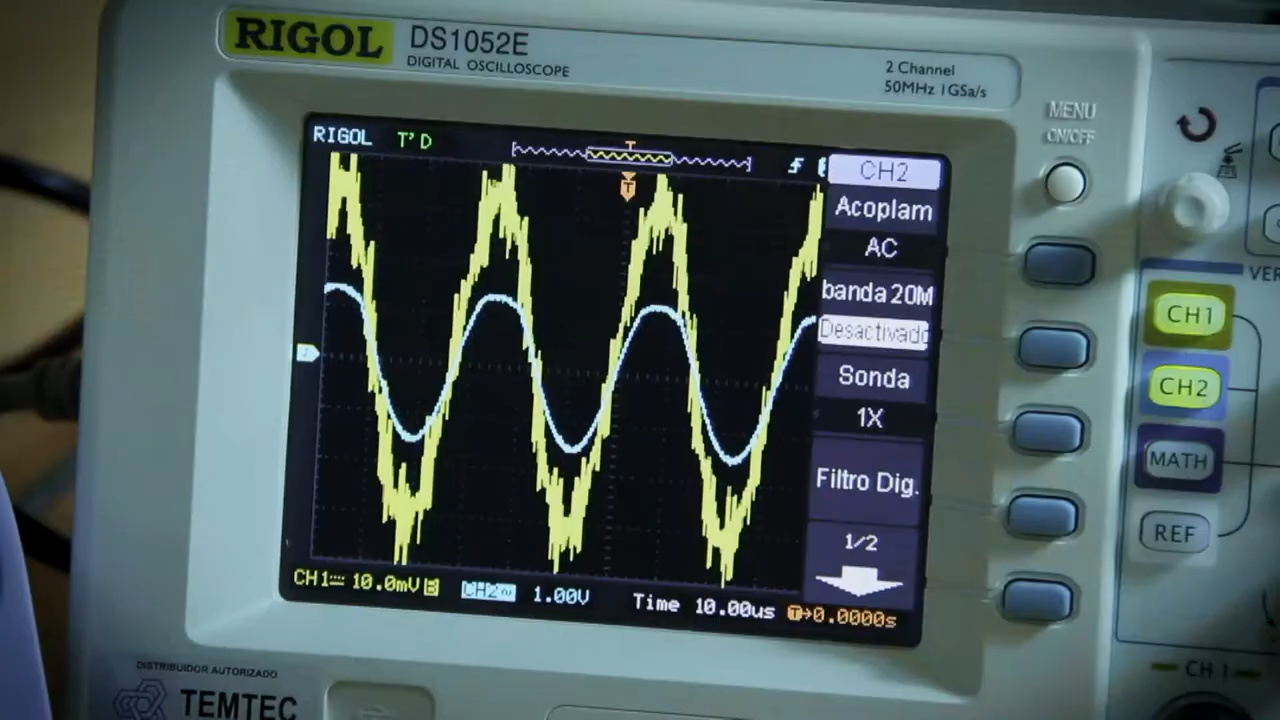 RIGOL DS1052E
DIGITAL OSCILLOSCOPE
2 Channel
50MHz 1GSa/s
MENU
ON/OFF
RIGOL T'D
T
T
CH2
Acoplam
AC
banda 20M
Desactivado
Sonda
1X
Filtro Dig.
1/2
CH1 10.0mV B CH2 1.00V Time 10.00us T→0.0000s
CH1
CH2
MATH
REF
CH 1
DISTRIBUIDOR AUTORIZADO
TEMTEC